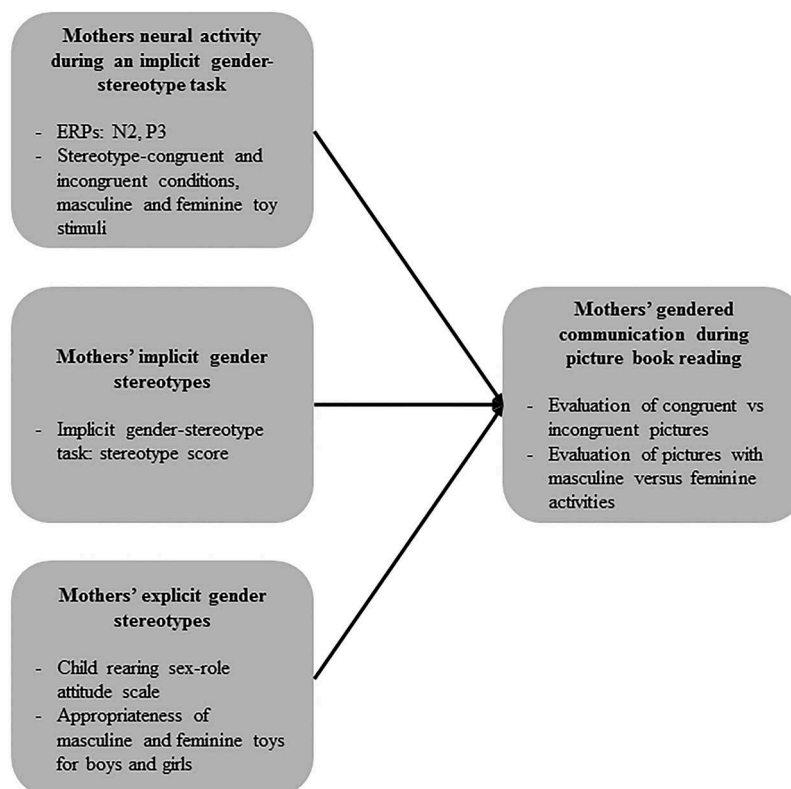 Mothers neural activity
during an implicit gender-
stereotype task
- ERPs: N2, P3
- Stereotype-congruent and
incongruent conditions,
masculine and feminine toy
stimuli
Mothers' implicit gender
stereotypes
- Implicit gender-stereotype
task: stereotype score
Mothers' explicit gender
stereotypes
- Child rearing sex-role
attitude scale
- Appropriateness of
masculine and feminine toys
for boys and girls
Mothers' gendered
communication during
picture book reading
- Evaluation of congruent vs
incongruent pictures
- Evaluation of pictures with
masculine versus feminine
activities